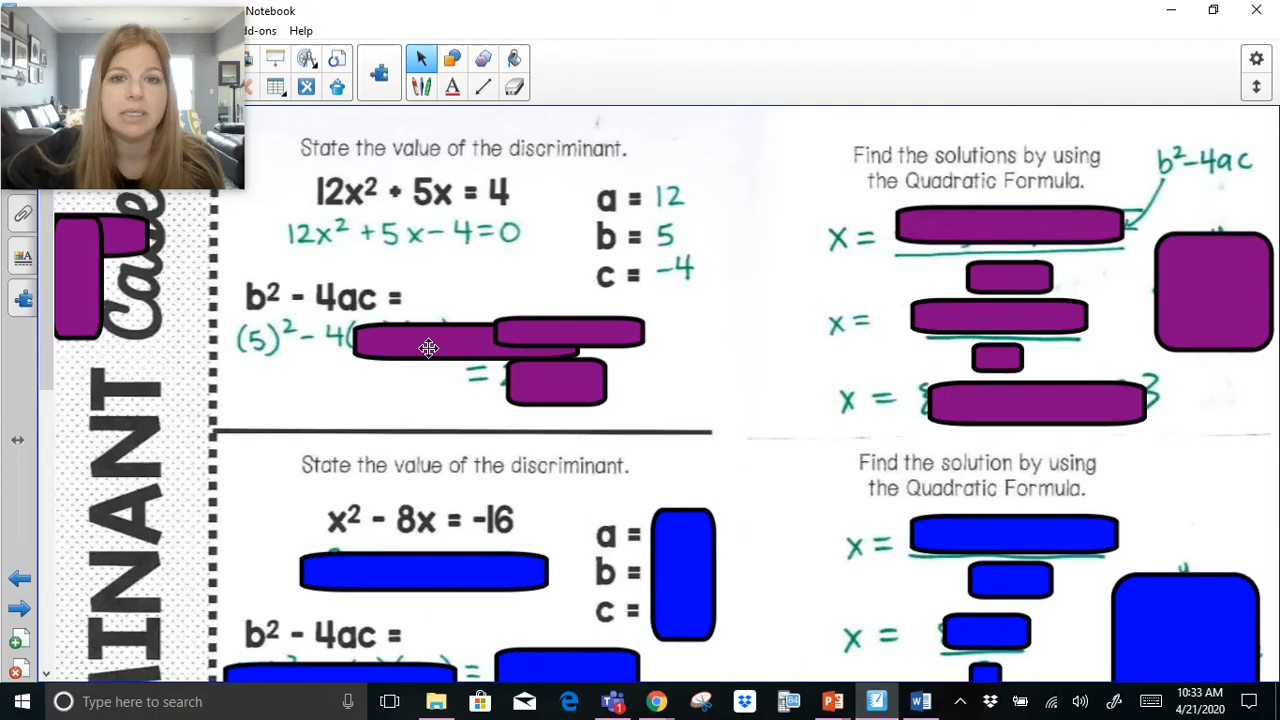 Notebook
dd-ons Help
State the value of the discriminant.
12x² + 5x = 4
12x² + 5x - 4 = 0
a = 12
b = 5
c = -4
b² - 4ac =
(5)² - 4(
=
Find the solutions by using
the Quadratic Formula.
b² - 4ac
x =
x =
x =
State the value of the discriminant.
x² - 8x = -16
a =
b =
c =
b² - 4ac =
=
Find the solution by using
the Quadratic Formula.
x =
x =
MINANT Case
Type here to search
10:33 AM
4/21/2020